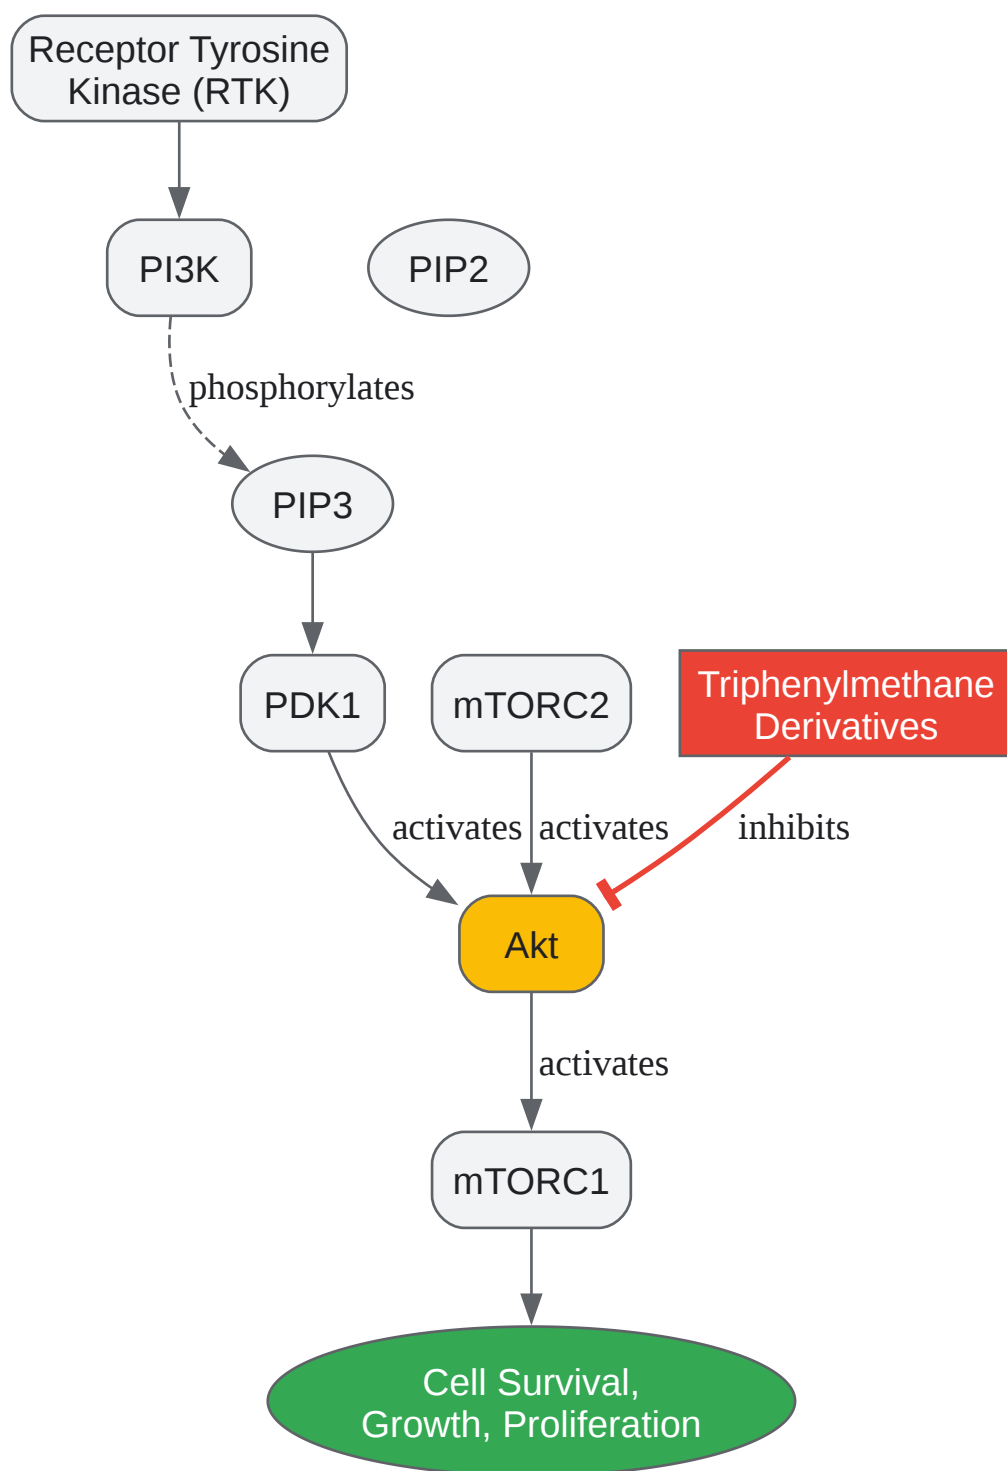 Receptor Tyrosine
Kinase (RTK)
PI3K
PIP2
phosphorylates
PIP3
PDK1
mTORC2
Triphenylmethane
Derivatives
activates
activates
inhibits
Akt
activates
mTORC1
Cell Survival,
Growth, Proliferation